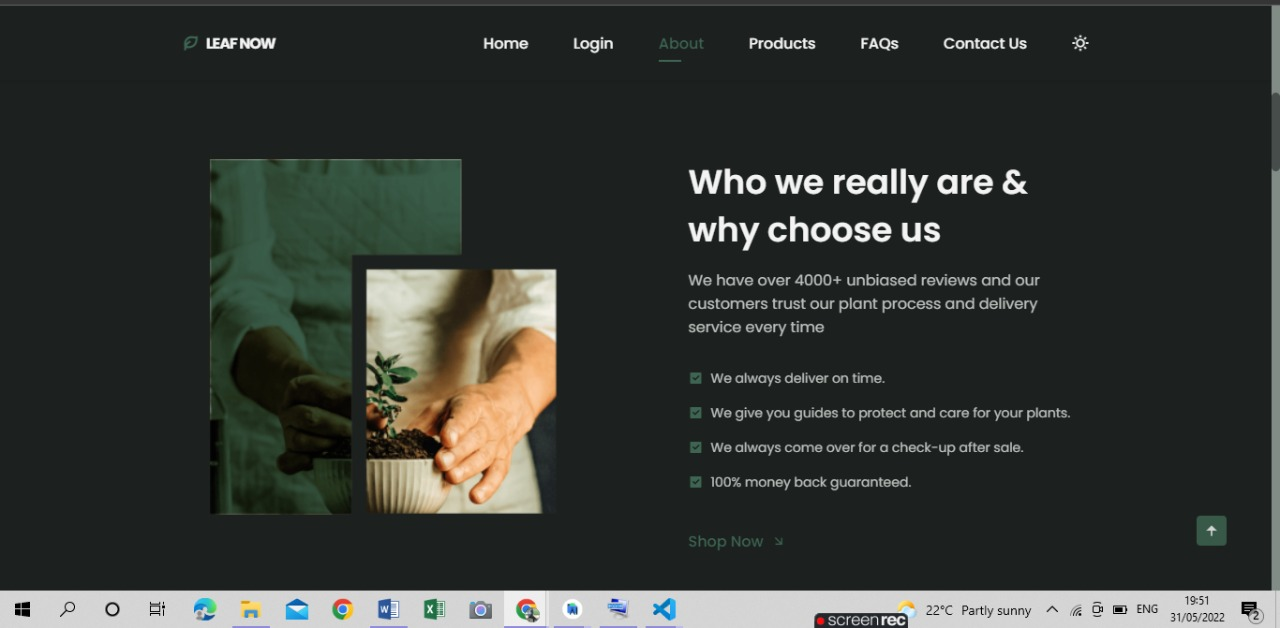 LEAF NOW
Home Login About Products FAQs Contact Us
Who we really are &
why choose us
We have over 4000+ unbiased reviews and our
customers trust our plant process and delivery
service every time
We always deliver on time.
We give you guides to protect and care for your plants.
We always come over for a check-up after sale.
100% money back guaranteed.
Shop Now
22°C Partly sunny
ENG
19:51
31/05/2022
2
screenrec